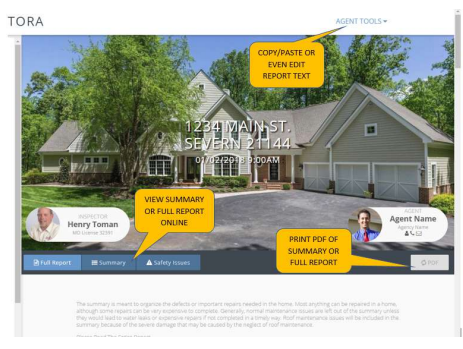 TORA
AGENT TOOLS
COPY/PASTE OR
EVEN EDIT
REPORT TEXT
1234 MAIN ST.
SEVERN 21144
01/02/2018 9:00AM
VIEW SUMMARY
OR FULL REPORT
ONLINE
INSPECTOR
Henry Toman
MD License 32391
AGENT
Agent Name
Agency Name
PRINT PDF OF
SUMMARY OR
FULL REPORT
Full Report
Summary
Safety Issues
PDF
The summary is meant to organize the defects or important repairs needed in the home. Most anything can be repaired in a home,
although some repairs can be very expensive to complete. Generally, normal maintenance issues are left out of the summary unless
they would lead to water leaks or expensive repairs if not completed in a timely way. Roof maintenance issues will be included in the
summary because of the severe damage that may be caused by the neglect of roof maintenance.